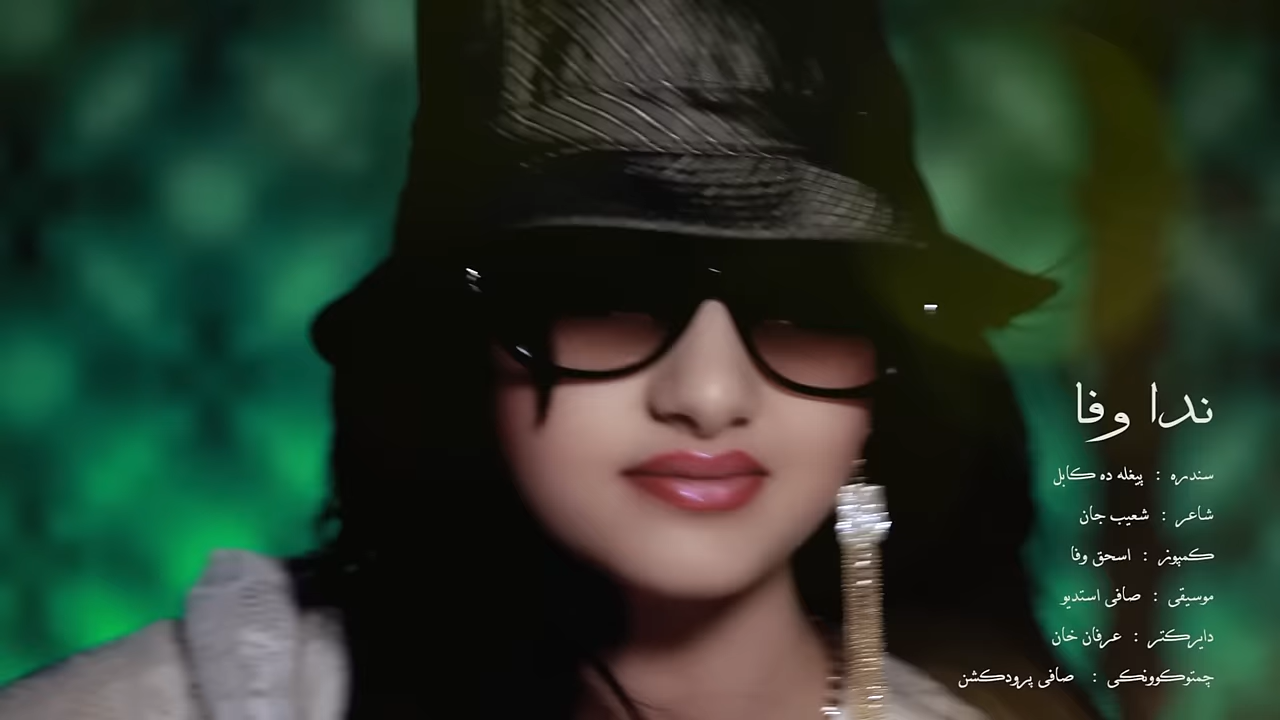 ندا وفا
سندره : پیغله ده کابل
شاعر : شعیب جان
کمپوز : اسحق وفا
موسیقی : صافی استدیو
دایرکتر : عرفان خان
چمتوکوونکی : صافی پرودکشن